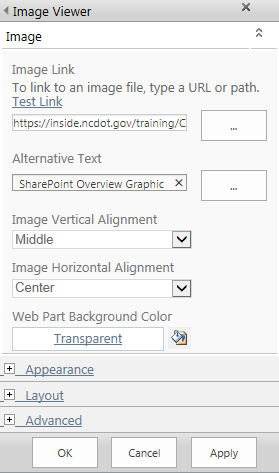 Image Viewer
Image
Image Link
To link to an image file, type a URL or path.
Test Link
https://inside.ncdot.gov/training/C
...
Alternative Text
SharePoint Overview Graphic
...
Image Vertical Alignment
Middle
Image Horizontal Alignment
Center
Web Part Background Color
Transparent
Appearance
Layout
Advanced
OK Cancel Apply